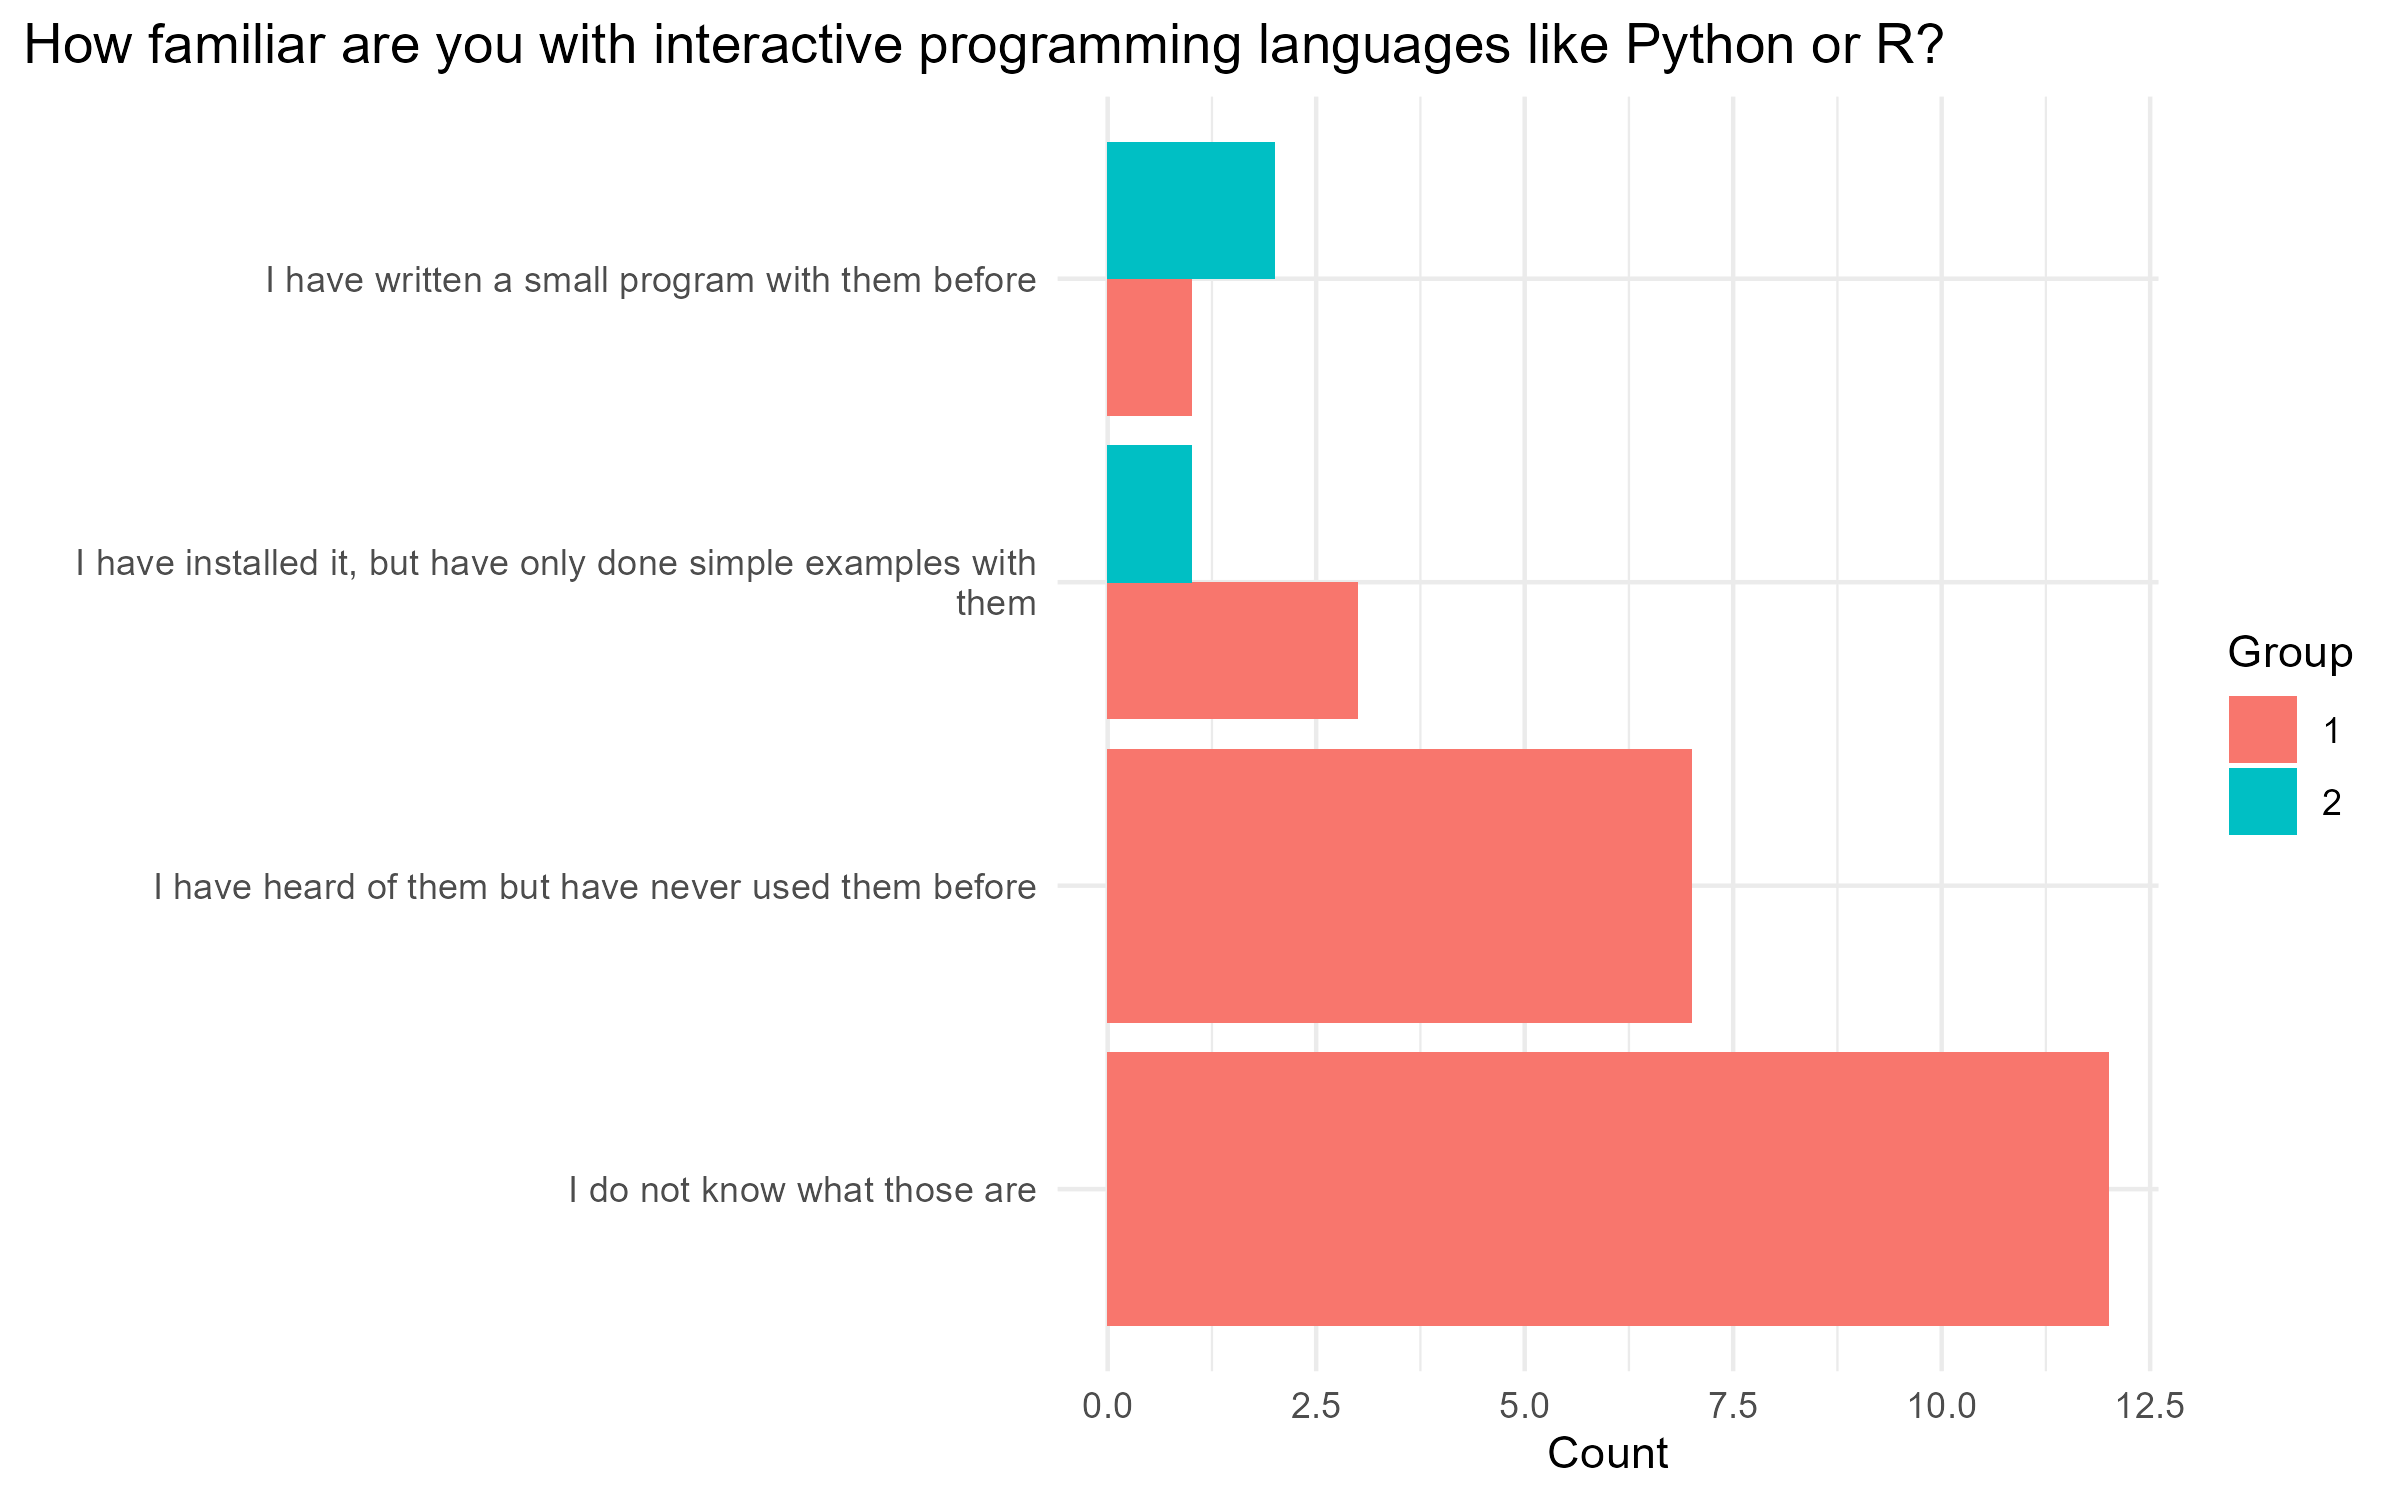 How familiar are you with interactive programming languages like Python or R?
I have written a small program with them before
I have installed it, but have only done simple examples with
them
I have heard of them but have never used them before
I do not know what those are
0.0 2.5 5.0 7.5 10.0 12.5
Count
Group
1
2